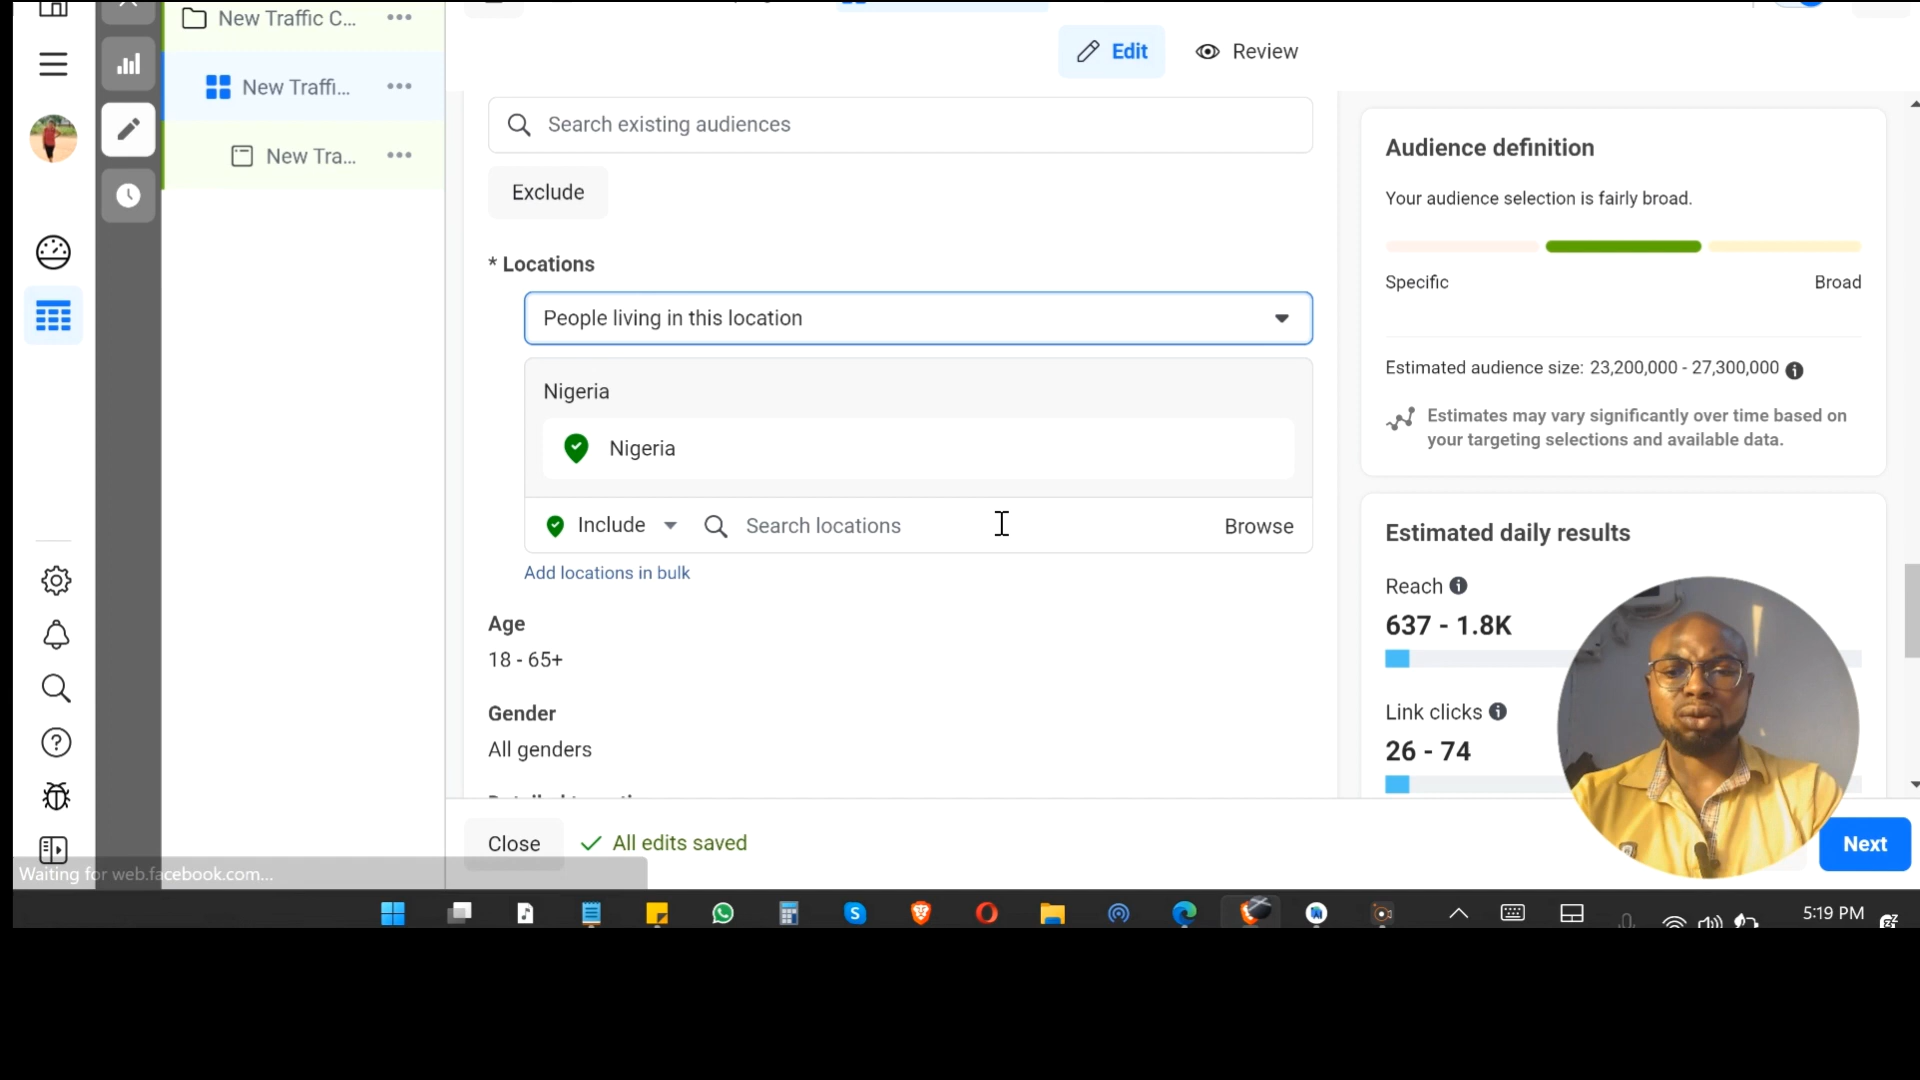 New Traffic C...
Edit
Review
New Traffi...
New Tra...
Search existing audiences
Exclude
* Locations
People living in this location
Nigeria
Nigeria
Include
Search locations
Browse
Add locations in bulk
Age
18 - 65+
Gender
All genders
Audience definition
Your audience selection is fairly broad.
Specific
Broad
Estimated audience size: 23,200,000 - 27,300,000
Estimates may vary significantly over time based on
your targeting selections and available data.
Estimated daily results
Reach
637 - 1.8K
Link clicks
26 - 74
Close
All edits saved
Next
Waiting for web.facebook.com...
5:19 PM